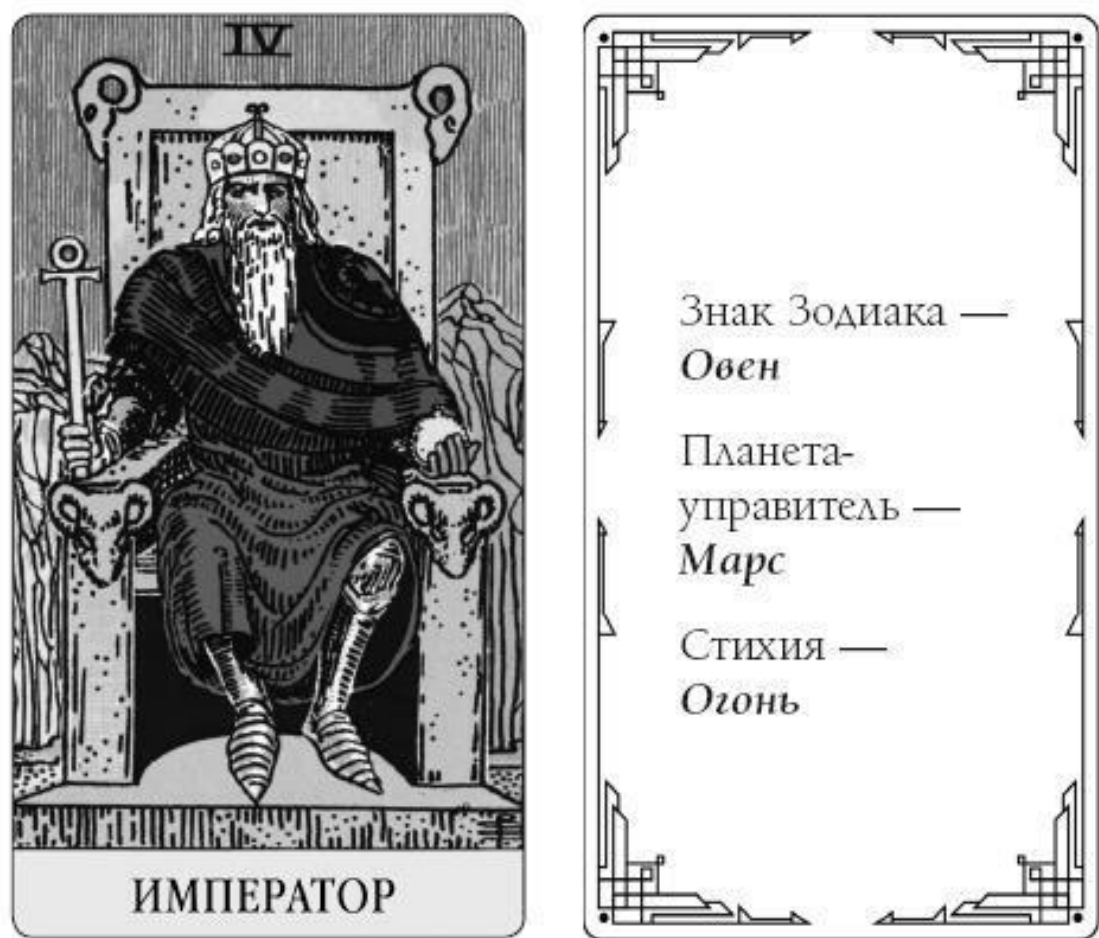 IV
ИМПЕРАТОР
Знак Зодиака —
Овен
Планета-
управитель —
Марс
Стихия —
Огонь